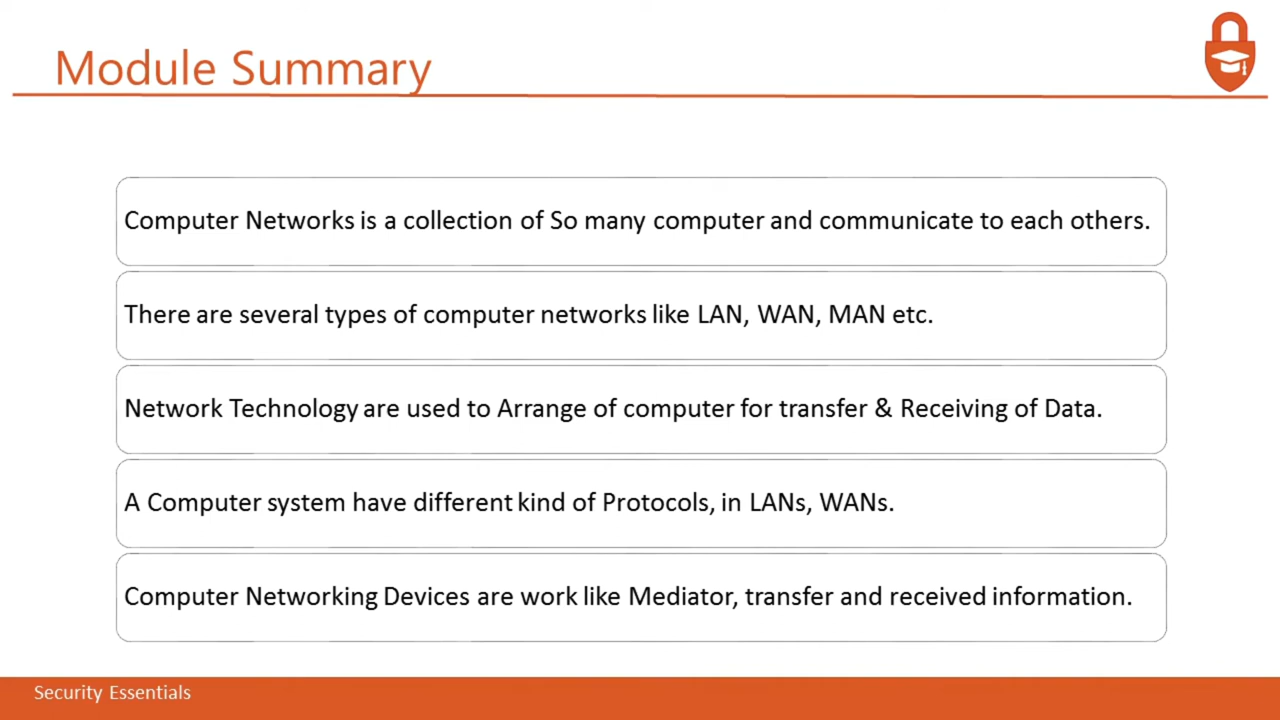 Module Summary
Computer Networks is a collection of So many computer and communicate to each others.
There are several types of computer networks like LAN, WAN, MAN etc.
Network Technology are used to Arrange of computer for transfer & Receiving of Data.
A Computer system have different kind of Protocols, in LANs, WANs.
Computer Networking Devices are work like Mediator, transfer and received information.
Security Essentials